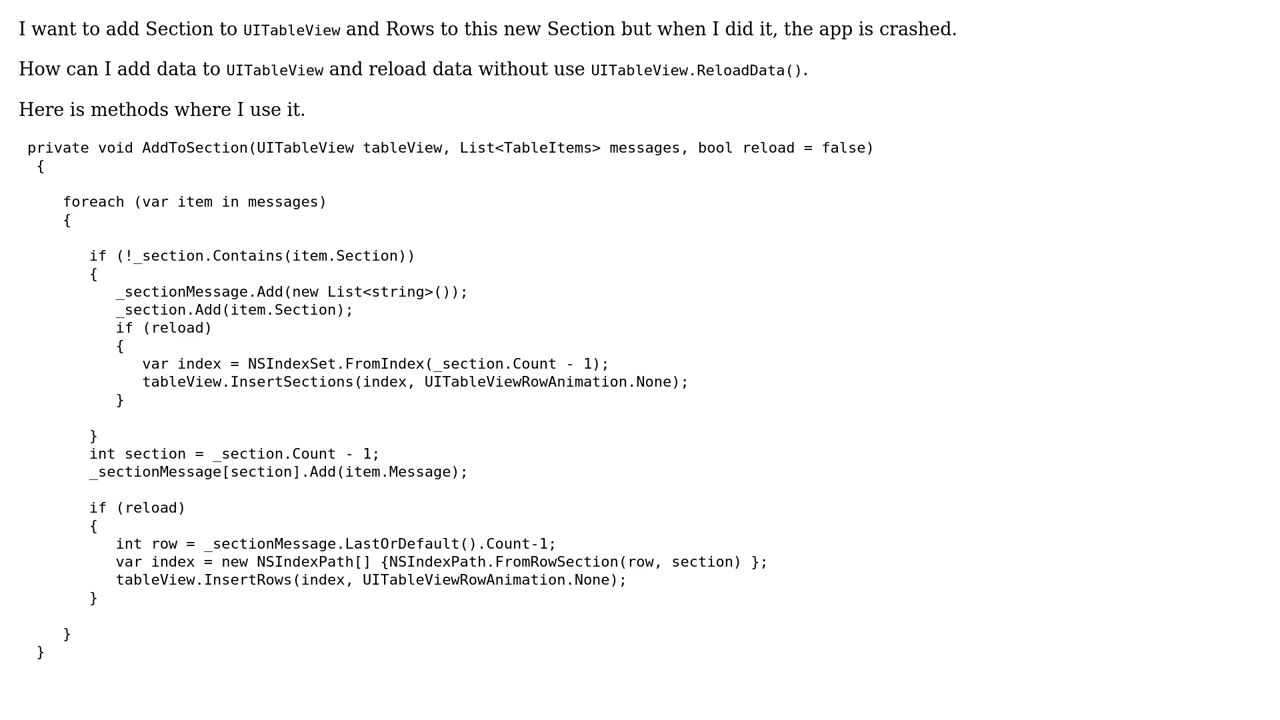 I want to add Section to UITableView and Rows to this new Section but when I did it, the app is crashed.
How can I add data to UITableView and reload data without use UITableView.ReloadData().
Here is methods where I use it.
private void AddToSection(UITableView tableView, List<TableItems> messages, bool reload = false)
{
foreach (var item in messages)
{
if (!_section.Contains(item.Section))
{
_sectionMessage.Add(new List<string>());
_section.Add(item.Section);
if (reload)
{
var index = NSIndexSet.FromIndex(_section.Count - 1);
tableView.InsertSections(index, UITableViewRowAnimation.None);
}
}
int section = _section.Count - 1;
_sectionMessage[section].Add(item.Message);
if (reload)
{
int row = _sectionMessage.LastOrDefault().Count-1;
var index = new NSIndexPath[] {NSIndexPath.FromRowSection(row, section) };
tableView.InsertRows(index, UITableViewRowAnimation.None);
}
}
}